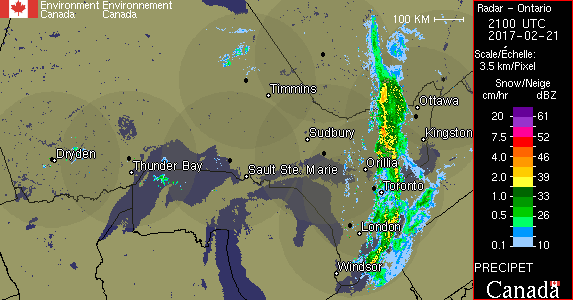 Environment Environnement
Canada Canada
100 KM
Timmins
Ottawa
Sudbury
Kingston
Dryden
Thunder Bay
Sault Ste. Marie
Orillia
Toronto
London
Windsor
Radar - Ontario
2100 UTC
2017-02-21
Scale/Échelle:
3.5 km/Pixel
Snow/Neige
cm/hr dBZ
20 61
7.5 52
4.0 46
2.0 39
1.0 33
0.5 26
0.1 10
PRECIPET
Canada